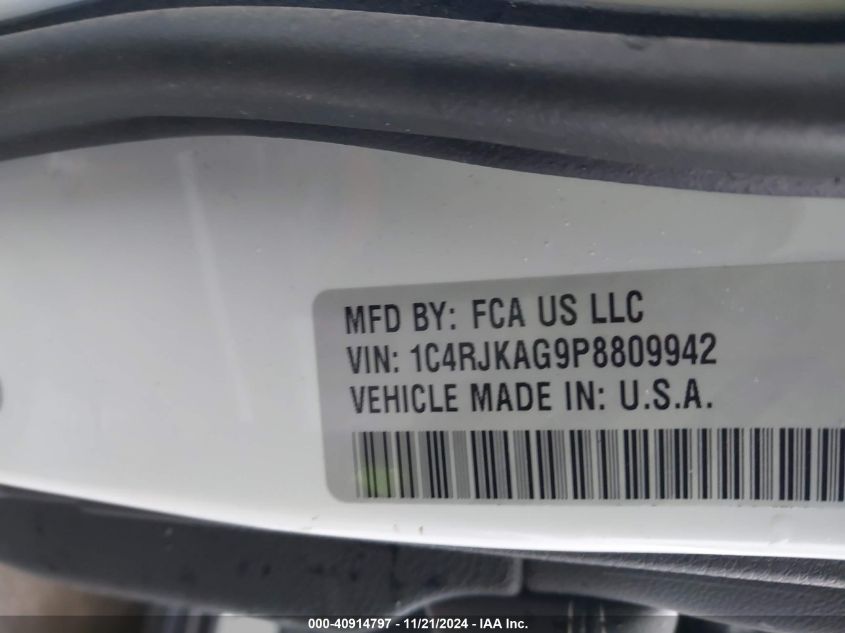 MFD BY: FCA US LLC
VIN: 1C4RJKAG9P8809942
VEHICLE MADE IN: U.S.A.
000-40914797 - 11/21/2024 - IAA Inc.